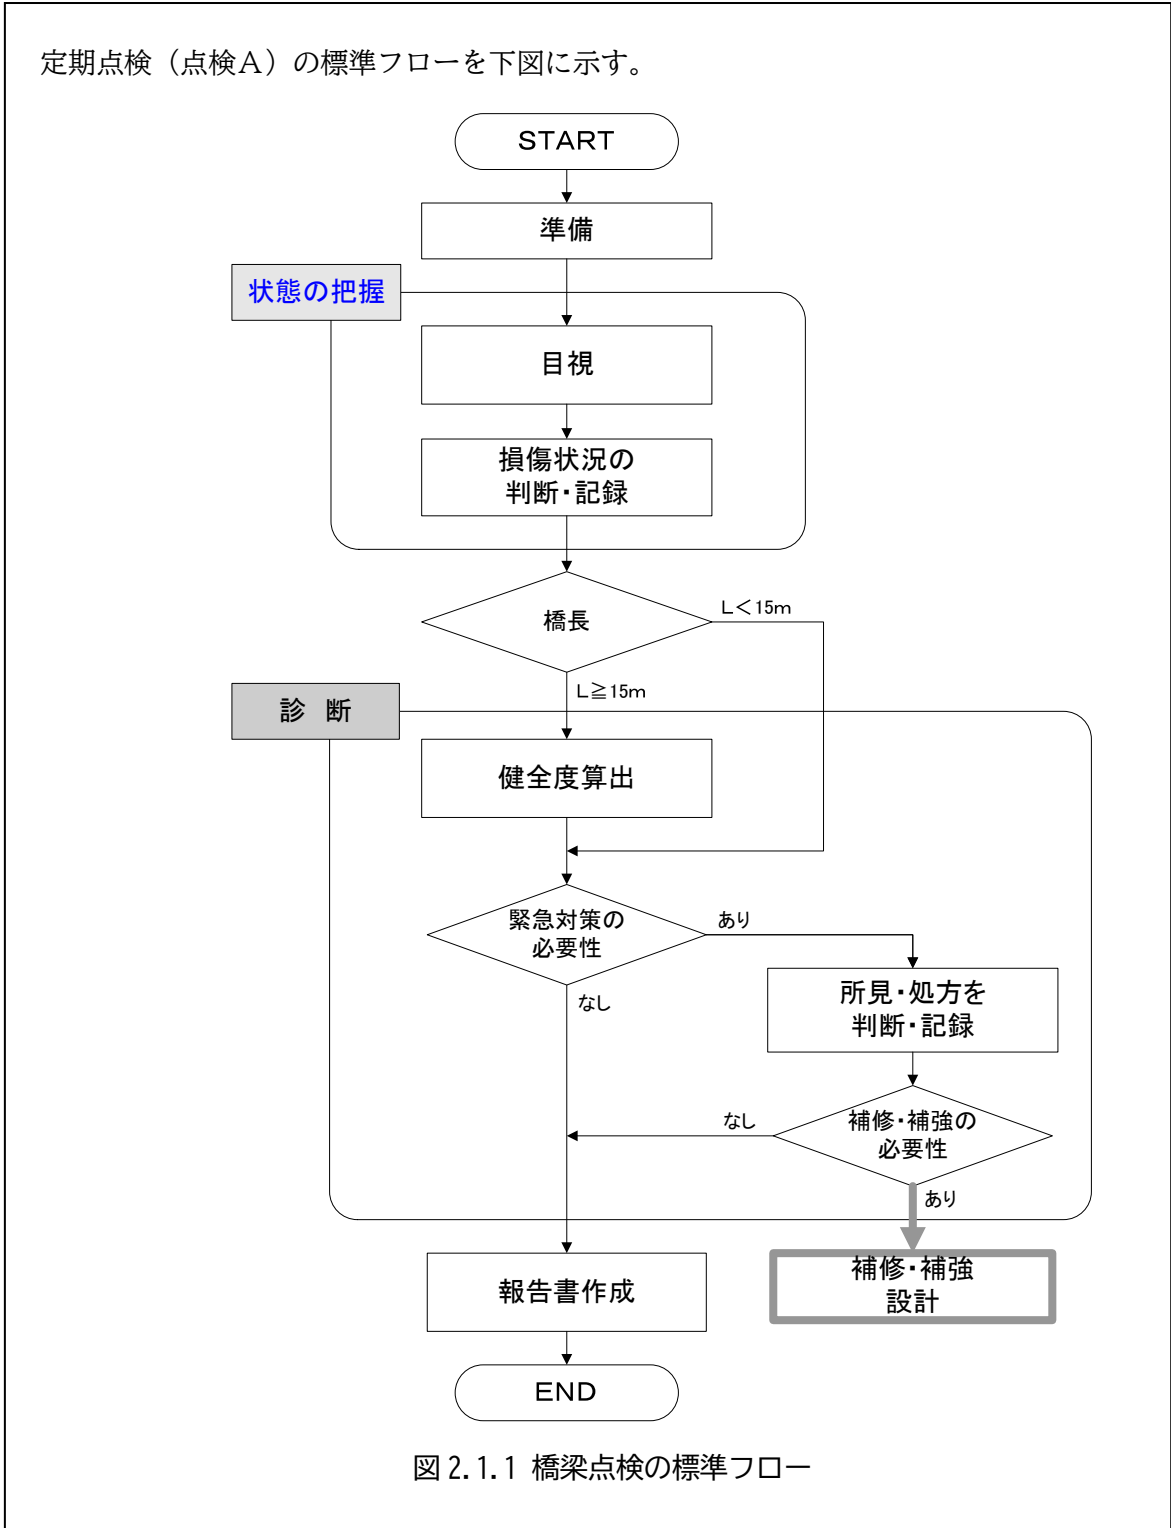 定期点検（点検Ａ）の標準フローを下図に示す。
START
準備
状態の把握
目視
損傷状況の
判断・記録
橋長
L＜15m
L≧15m
診 断
健全度算出
緊急対策の
必要性
あり
なし
所見・処方を
判断・記録
補修・補強の
必要性
なし
あり
補修・補強
設計
報告書作成
END
図 2.1.1 橋梁点検の標準フロー